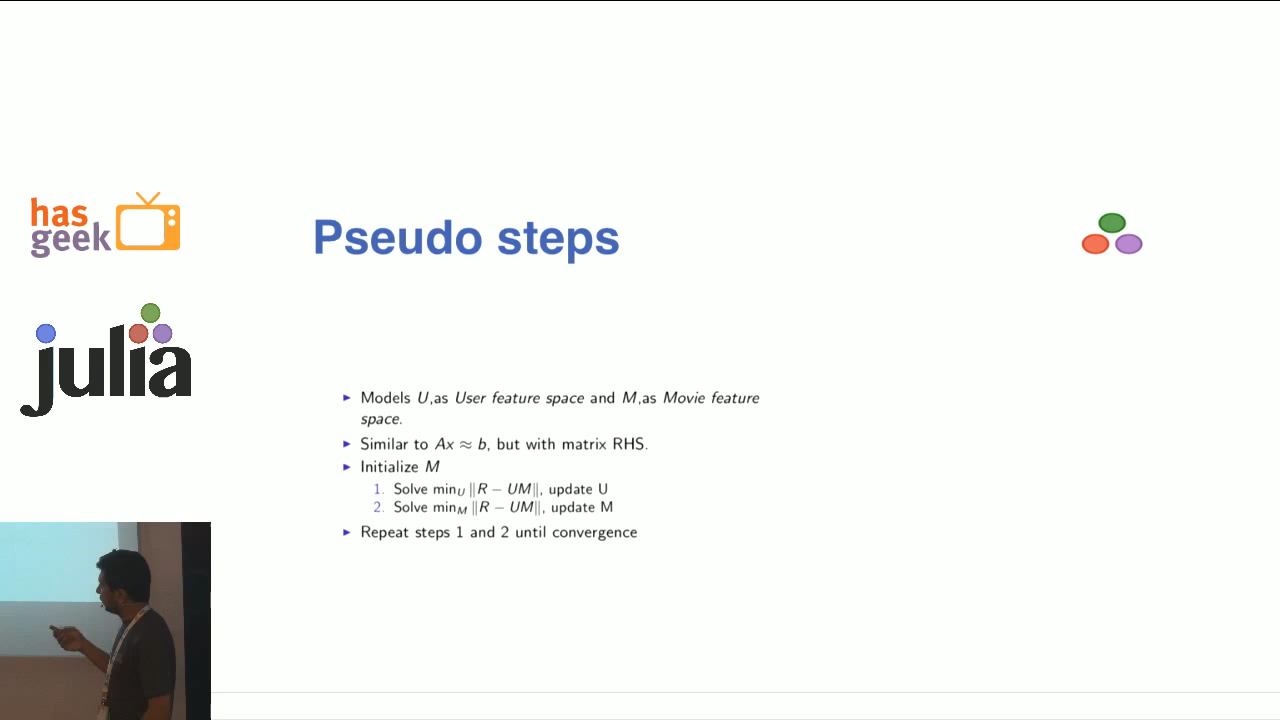 has
geek
julia
Pseudo steps
Models U,as User feature space and M,as Movie feature
space.
Similar to Ax ≈ b, but with matrix RHS.
Initialize M
1. Solve min_U ||R − UM||, update U
2. Solve min_M ||R − UM||, update M
Repeat steps 1 and 2 until convergence